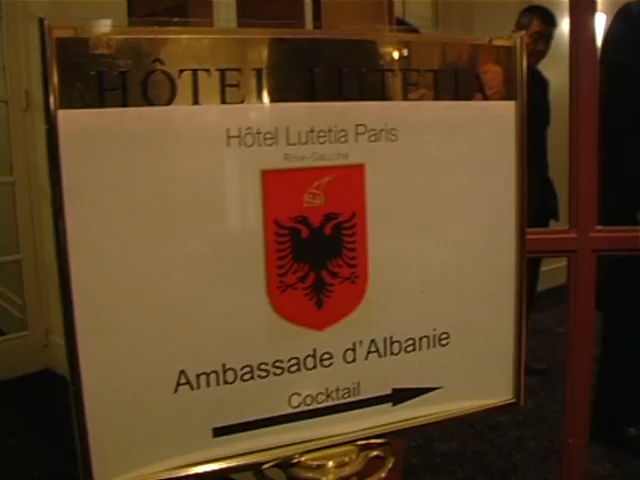 HÔTEL LUTETIA
Hôtel Lutetia Paris
Rive-Gauche
Ambassade d'Albanie
Cocktail